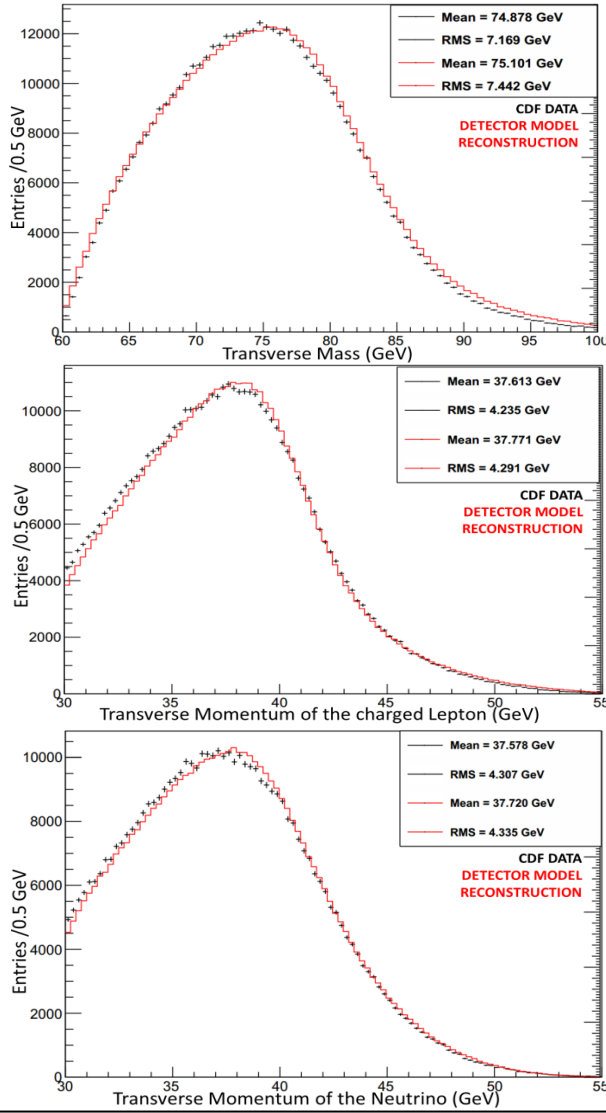 Entries /0.5 GeV
12000
10000
8000
6000
4000
2000
0
60 65 70 75 80 85 90 95 100
Transverse Mass (GeV)
Mean = 74.878 GeV
RMS = 7.169 GeV
Mean = 75.101 GeV
RMS = 7.442 GeV
CDF DATA
DETECTOR MODEL
RECONSTRUCTION
Entries /0.5 GeV
10000
8000
6000
4000
2000
0
30 35 40 45 50 55
Transverse Momentum of the charged Lepton (GeV)
Mean = 37.613 GeV
RMS = 4.235 GeV
Mean = 37.771 GeV
RMS = 4.291 GeV
CDF DATA
DETECTOR MODEL
RECONSTRUCTION
Entries /0.5 GeV
10000
8000
6000
4000
2000
0
30 35 40 45 50 55
Transverse Momentum of the Neutrino (GeV)
Mean = 37.578 GeV
RMS = 4.307 GeV
Mean = 37.720 GeV
RMS = 4.335 GeV
CDF DATA
DETECTOR MODEL
RECONSTRUCTION